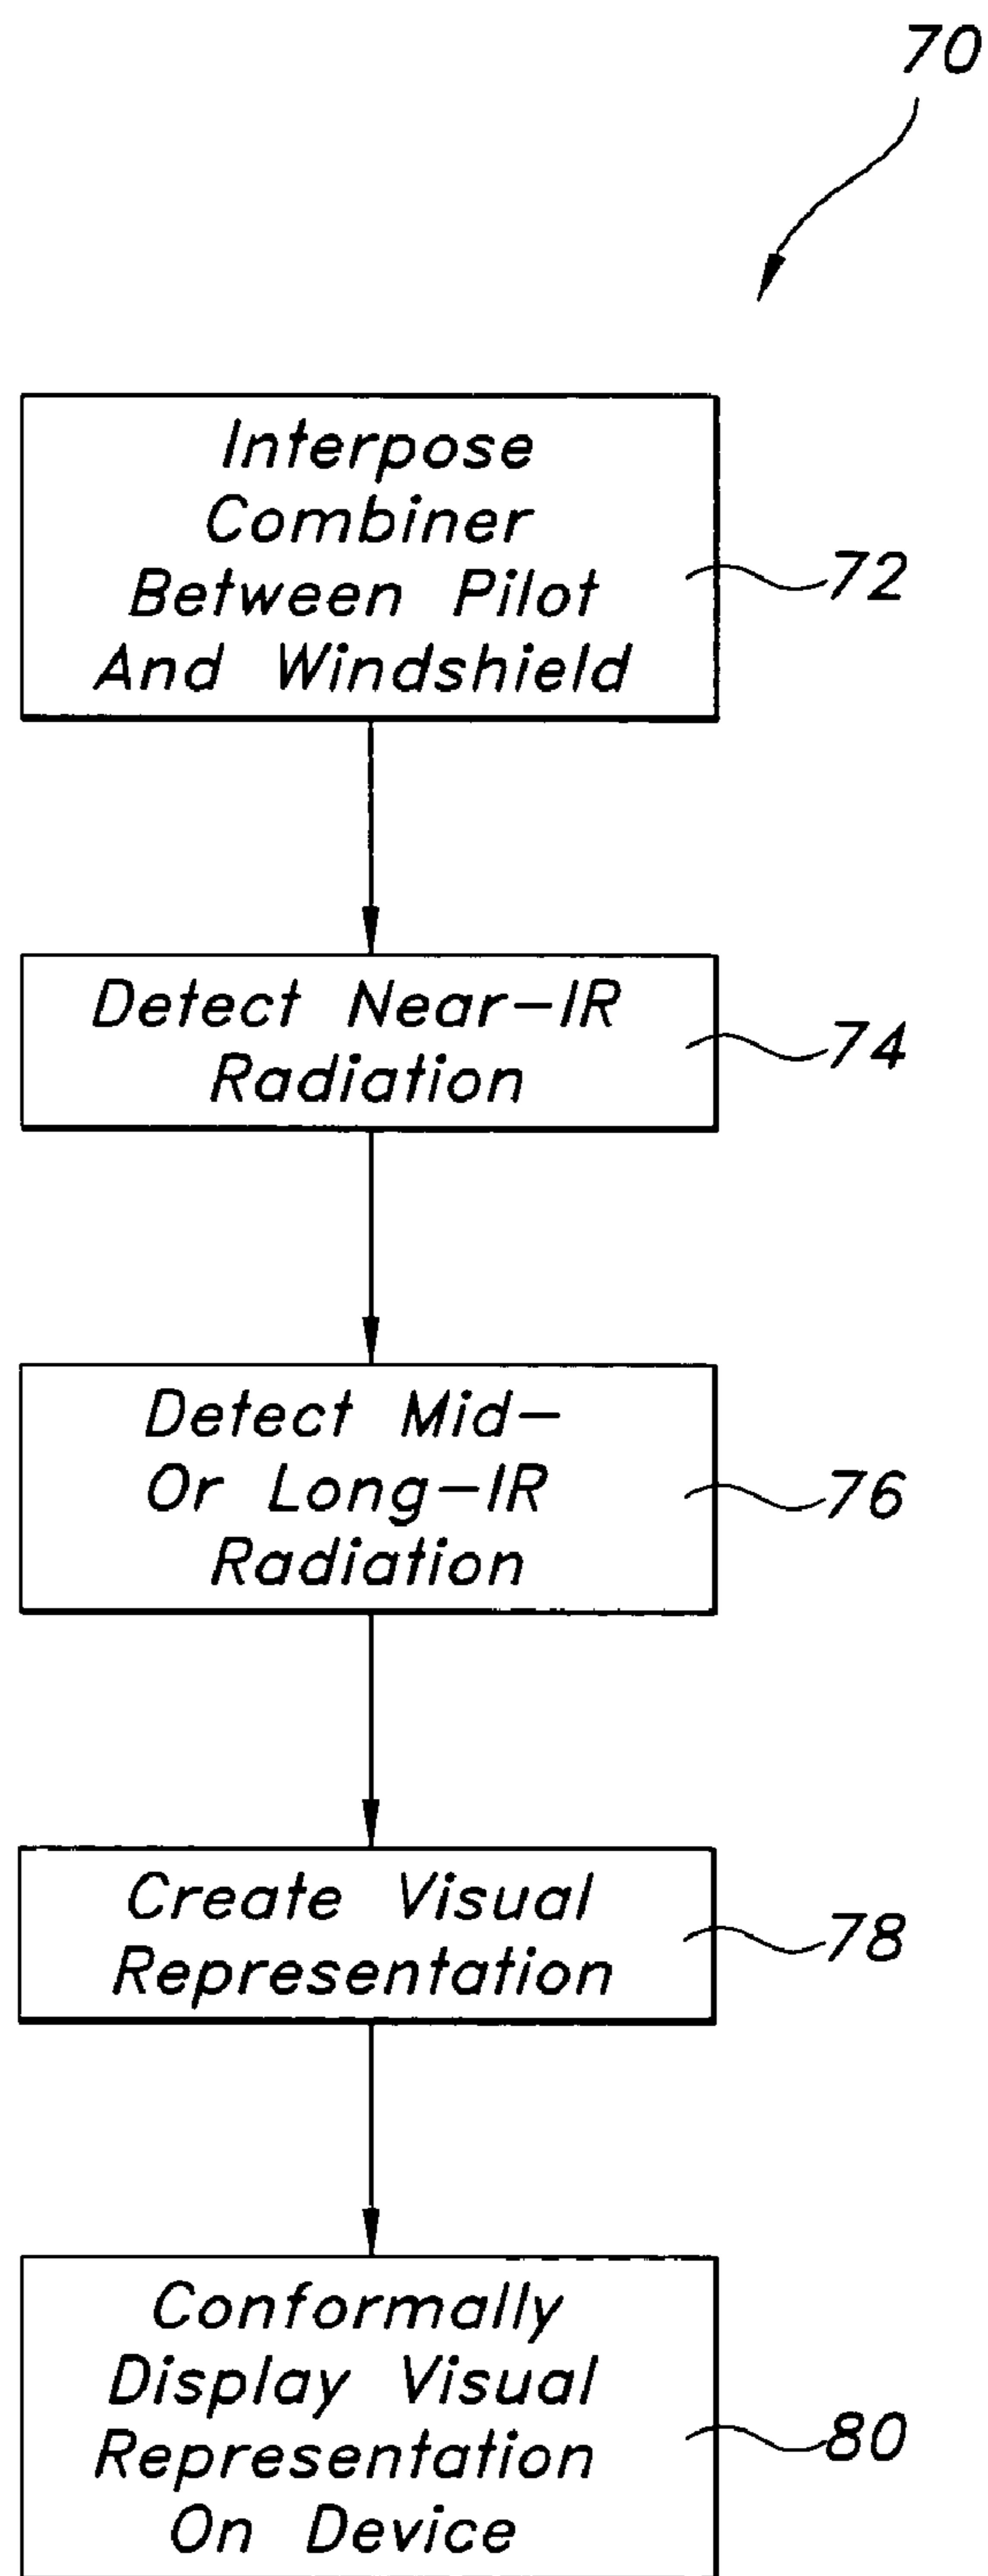 70
Interpose
Combiner
Between Pilot
And Windshield
72
Detect Near-IR
Radiation
74
Detect Mid-
Or Long-IR
Radiation
76
Create Visual
Representation
78
Conformally
Display Visual
Representation
On Device
80